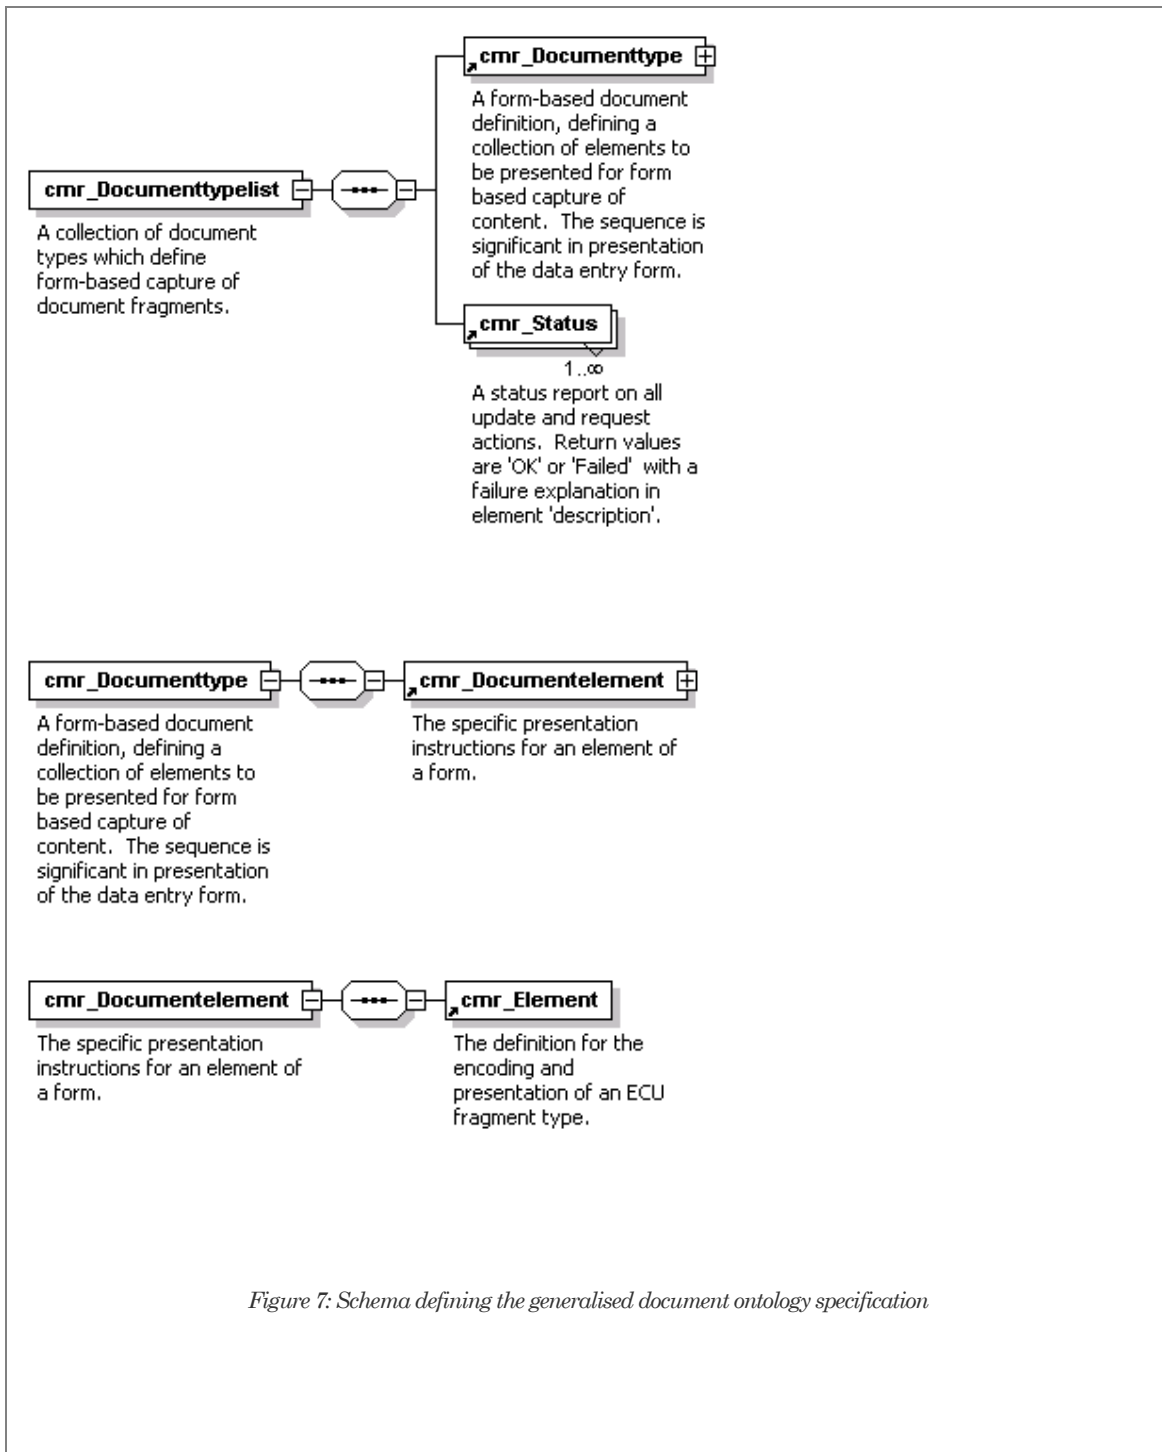 cmr_Documenttype
A form-based document
definition, defining a
collection of elements to
be presented for form
based capture of
content.  The sequence is
significant in presentation
of the data entry form.
cmr_Documenttypelist
A collection of document
types which define
form-based capture of
document fragments.
cmr_Status
1..∞
A status report on all
update and request
actions.  Return values
are 'OK' or 'Failed'  with a
failure explanation in
element 'description'.
cmr_Documenttype
A form-based document
definition, defining a
collection of elements to
be presented for form
based capture of
content.  The sequence is
significant in presentation
of the data entry form.
cmr_Documentelement
The specific presentation
instructions for an element of
a form.
cmr_Documentelement
The specific presentation
instructions for an element of
a form.
cmr_Element
The definition for the
encoding and
presentation of an ECU
fragment type.
Figure 7: Schema defining the generalised document ontology specification